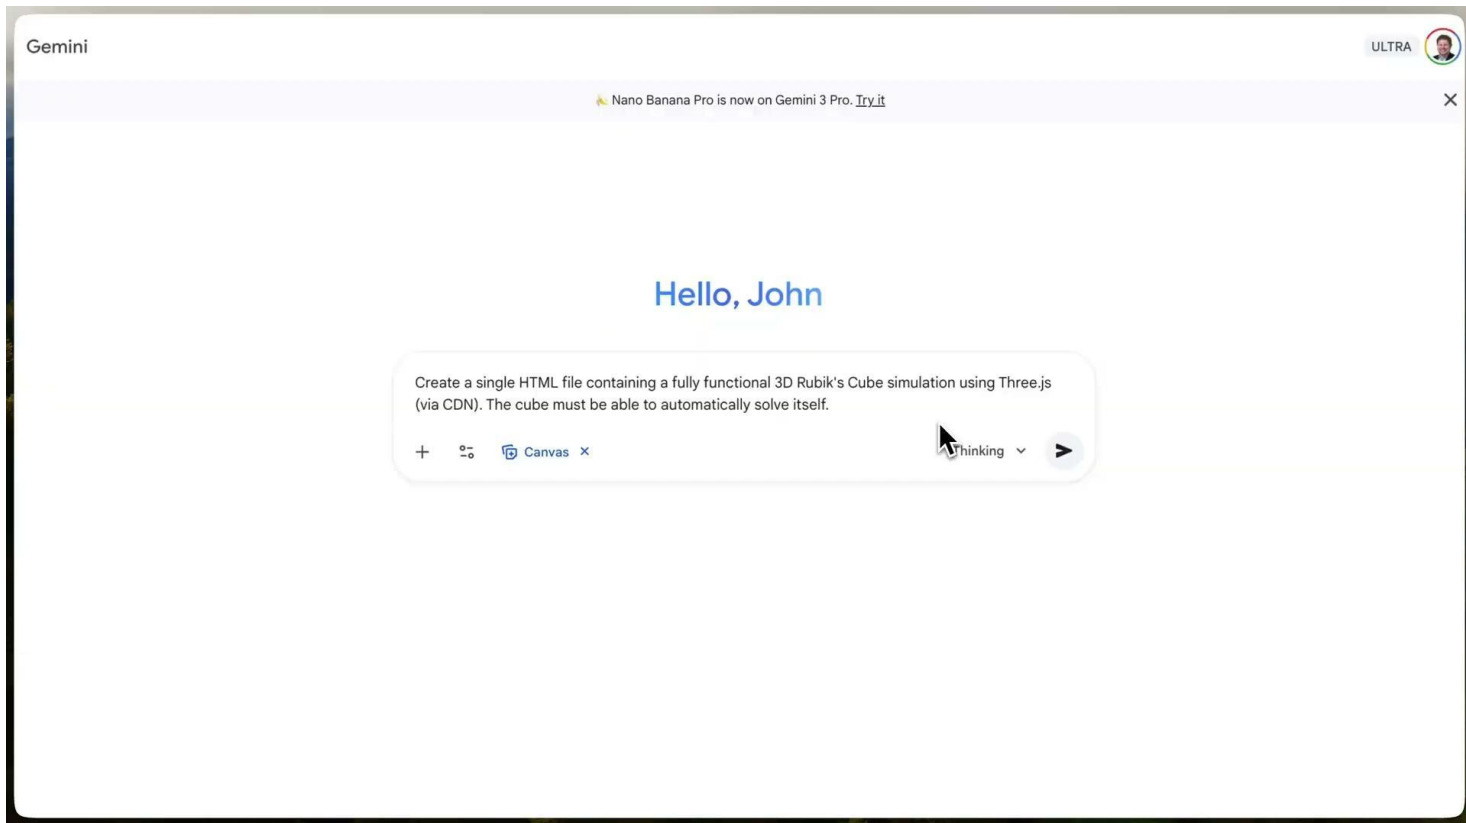 Gemini
ULTRA
Nano Banana Pro is now on Gemini 3 Pro. Try it
Hello, John
Create a single HTML file containing a fully functional 3D Rubik's Cube simulation using Three.js
(via CDN). The cube must be able to automatically solve itself.
Canvas
Thinking